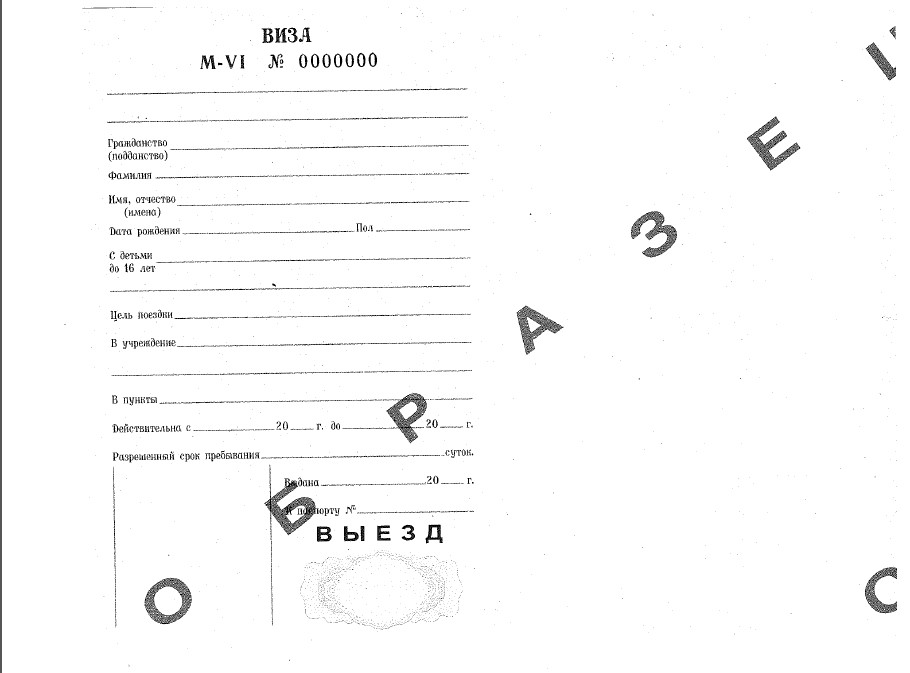 ВИЗА
М-VI № 0000000
Гражданство
(подданство)
Фамилия
Имя, отчество
(имена)
Дата рождения Пол
С детьми
до 16 лет
Цель поездки
В учреждение
В пункты
Действительна с 20 г. до 20 г.
Разрешенный срок пребывания суток.
Выдана 20 г.
К паспорту №
ВЫЕЗД
ОБРАЗЕЦ
О